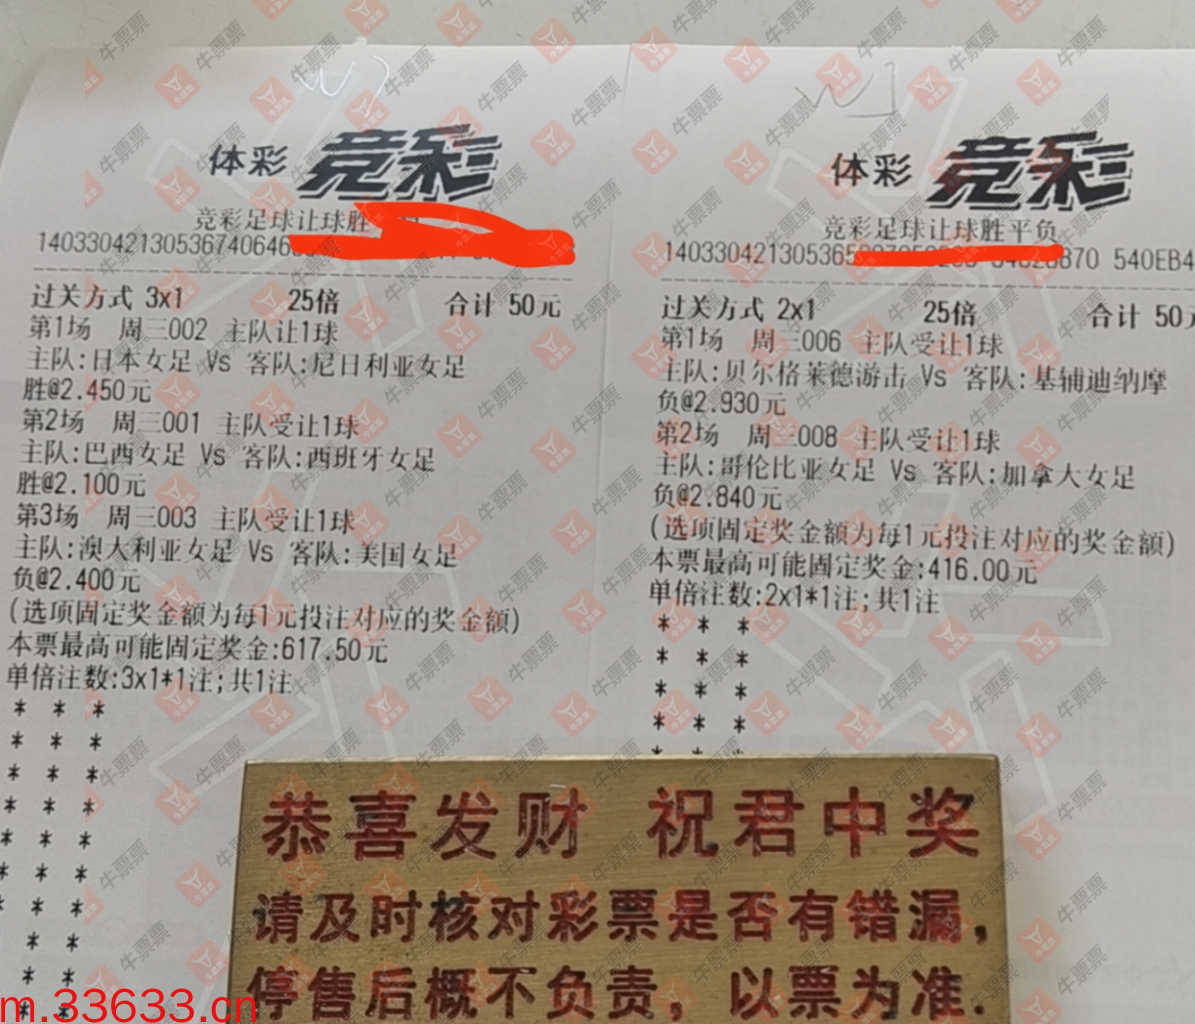 体彩 竞彩
竞彩足球让球胜
14033042130536740646
过关方式 3x1 25倍 合计 50元
第1场 周三002 主队让1球
主队:日本女足 Vs 客队:尼日利亚女足
胜@2.450元
第2场 周三001 主队受让1球
主队:巴西女足 Vs 客队:西班牙女足
胜@2.100元
第3场 周三003 主队受让1球
主队:澳大利亚女足 Vs 客队:美国女足
负@2.400元
(选项固定奖金额为每1元投注对应的奖金额)
本票最高可能固定奖金:617.50元
单倍注数:3x1*1注;共1注
体彩 竞彩
竞彩足球让球胜平负
14033042130536 870 540EB4
过关方式 2x1 25倍 合计 50元
第1场 周三006 主队受让1球
主队:贝尔格莱德游击 Vs 客队:基辅迪纳摩
负@2.930元
第2场 周三008 主队受让1球
主队:哥伦比亚女足 Vs 客队:加拿大女足
负@2.840元
(选项固定奖金额为每1元投注对应的奖金额)
本票最高可能固定奖金:416.00元
单倍注数:2x1*1注;共1注
恭喜发财 祝君中奖
请及时核对彩票是否有错漏，
停售后概不负责，以票为准.
m.33633.cn
牛票票